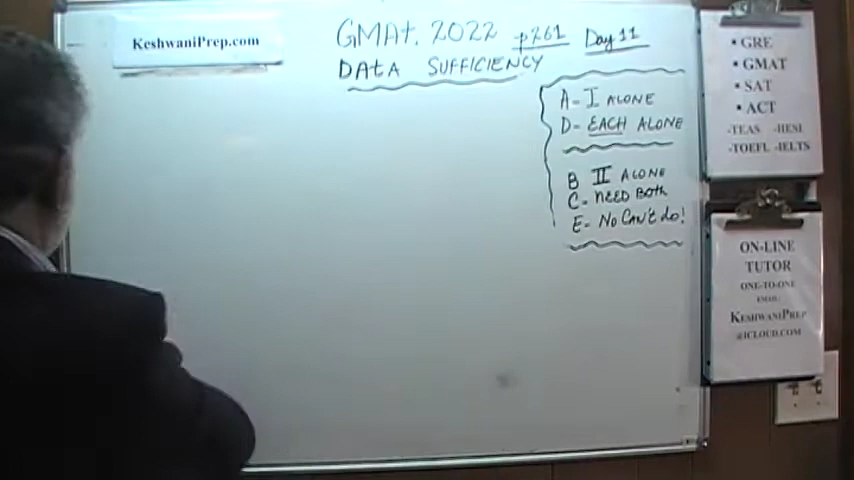 KeshwaniPrep.com
GMAt. 2022 p261 Day 11
DAtA SUFFICIENCY
A- I ALONE
D- EACH ALONE
B II ALONE
C- NEED BOTH
E- NO CAN'T do!
• GRE
• GMAT
• SAT
• ACT
-TEAS -HESI
-TOEFL -IELTS
ON-LINE
TUTOR
ONE-TO-ONE
EMAIL:
KESHWANIPREP
@ICLOUD.COM